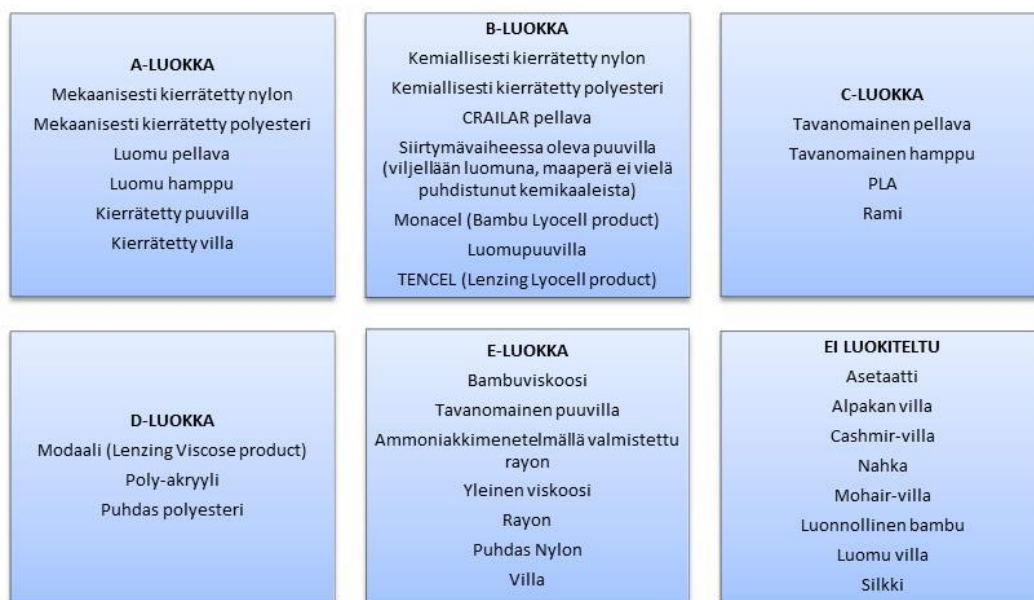 A-LUOKKA
Mekaanisesti kierrätetty nylon
Mekaanisesti kierrätetty polyesteri
Luomu pellava
Luomu hamppu
Kierrätetty puuvilla
Kierrätetty villa
B-LUOKKA
Kemiallisesti kierrätetty nylon
Kemiallisesti kierrätetty polyesteri
CRAILAR pellava
Siirtymävaiheessa oleva puuvilla
(viljellään luomuna, maaperä ei vielä
puhdistunut kemikaaleista)
Monacel (Bambu Lyocell product)
Luomupuuvilla
TENCEL (Lenzing Lyocell product)
C-LUOKKA
Tavanomainen pellava
Tavanomainen hamppu
PLA
Rami
D-LUOKKA
Modaali (Lenzing Viscose product)
Poly-akryyli
Puhdas polyesteri
E-LUOKKA
Bambuviskoosi
Tavanomainen puuvilla
Ammoniakkimenetelmällä valmistettu
rayon
Yleinen viskoosi
Rayon
Puhdas Nylon
Villa
EI LUOKITELTU
Asetaatti
Alpakan villa
Cashmir-villa
Nahka
Mohair-villa
Luonnollinen bambu
Luomu villa
Silkki